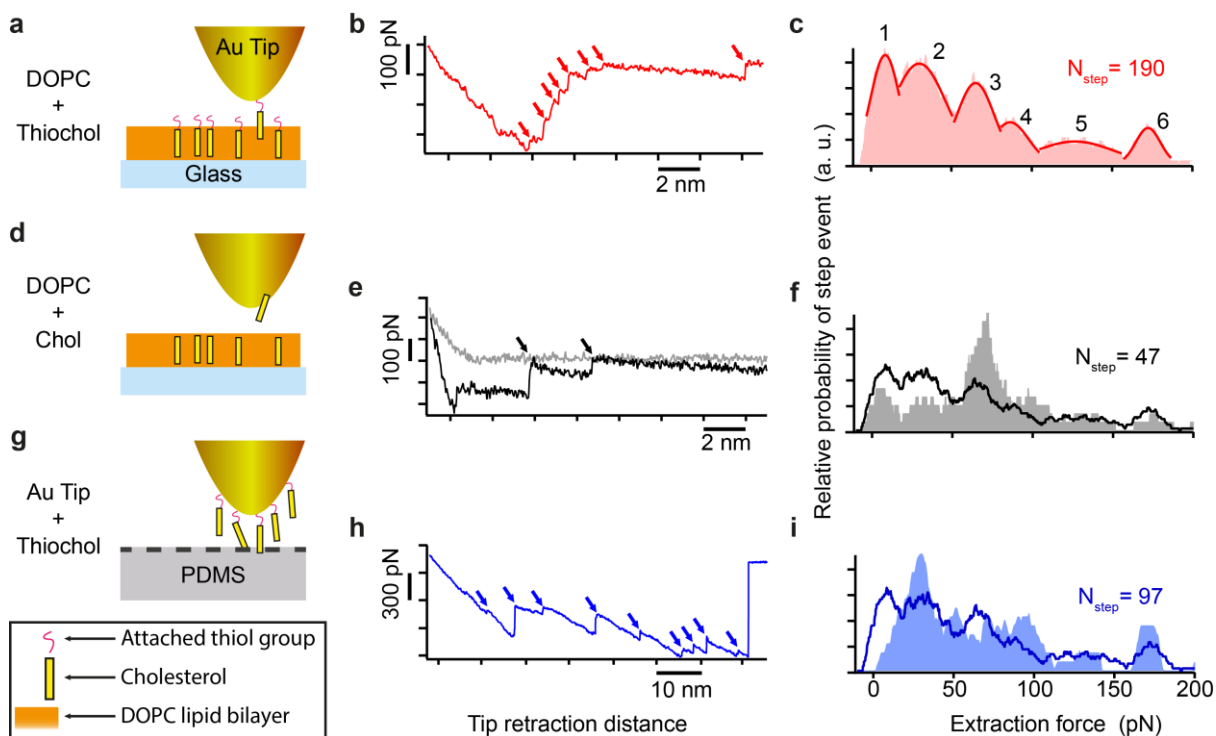 a
DOPC
+
Thiochol
Au Tip
Glass
b
100 pN
2 nm
c
1
2
3
4
5
6
N_step = 190
d
DOPC
+
Chol
e
100 pN
2 nm
f
N_step = 47
g
Au Tip
+
Thiochol
PDMS
h
300 pN
10 nm
Tip retraction distance
i
N_step = 97
0
50
100
150
200
Extraction force (pN)
Relative probability of step event (a. u.)
Attached thiol group
Cholesterol
DOPC lipid bilayer